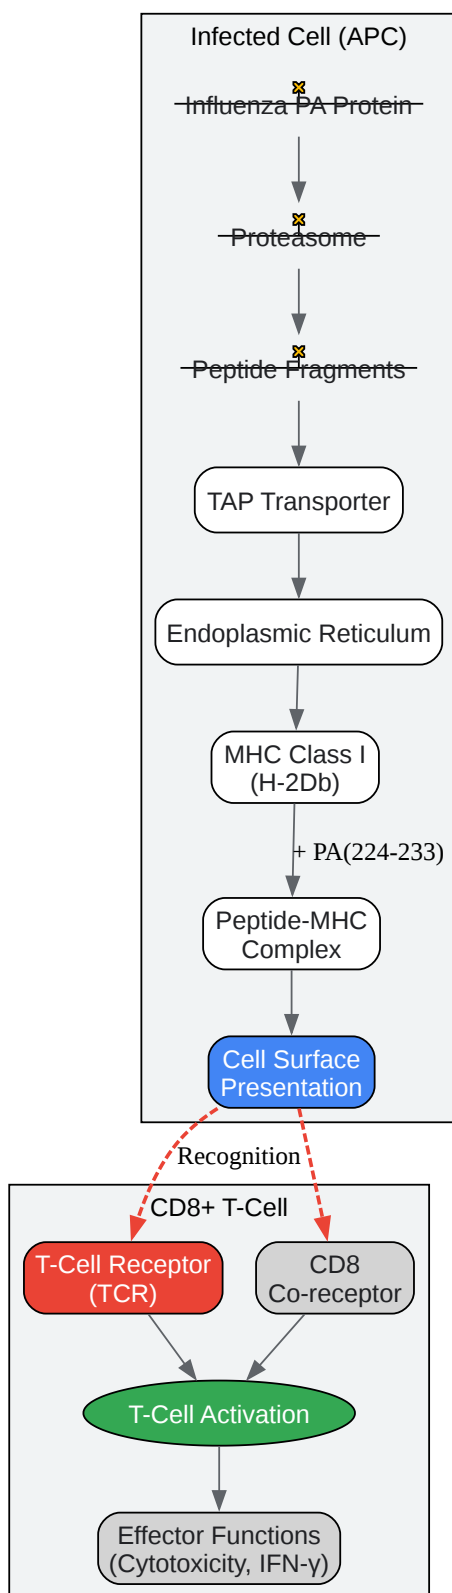 Infected Cell (APC)
Influenza PA Protein
Proteasome
Peptide Fragments
TAP Transporter
Endoplasmic Reticulum
MHC Class I
(H-2Db)
+ PA(224-233)
Peptide-MHC
Complex
Cell Surface
Presentation
Recognition
CD8+ T-Cell
T-Cell Receptor
(TCR)
CD8
Co-receptor
T-Cell Activation
Effector Functions
(Cytotoxicity, IFN-γ)